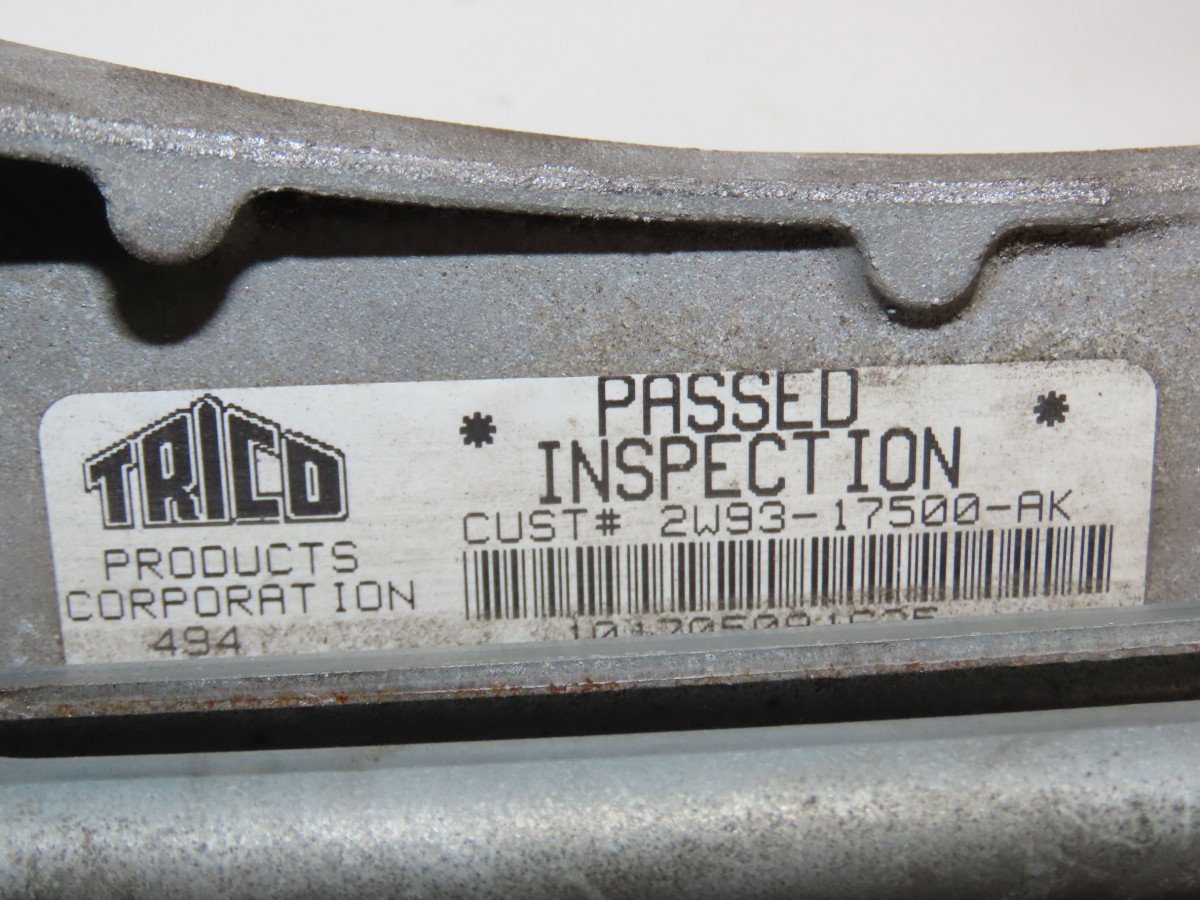 TRICO
PRODUCTS
CORPORATION
494
* PASSED *
INSPECTION
CUST# 2W93-17500-AK